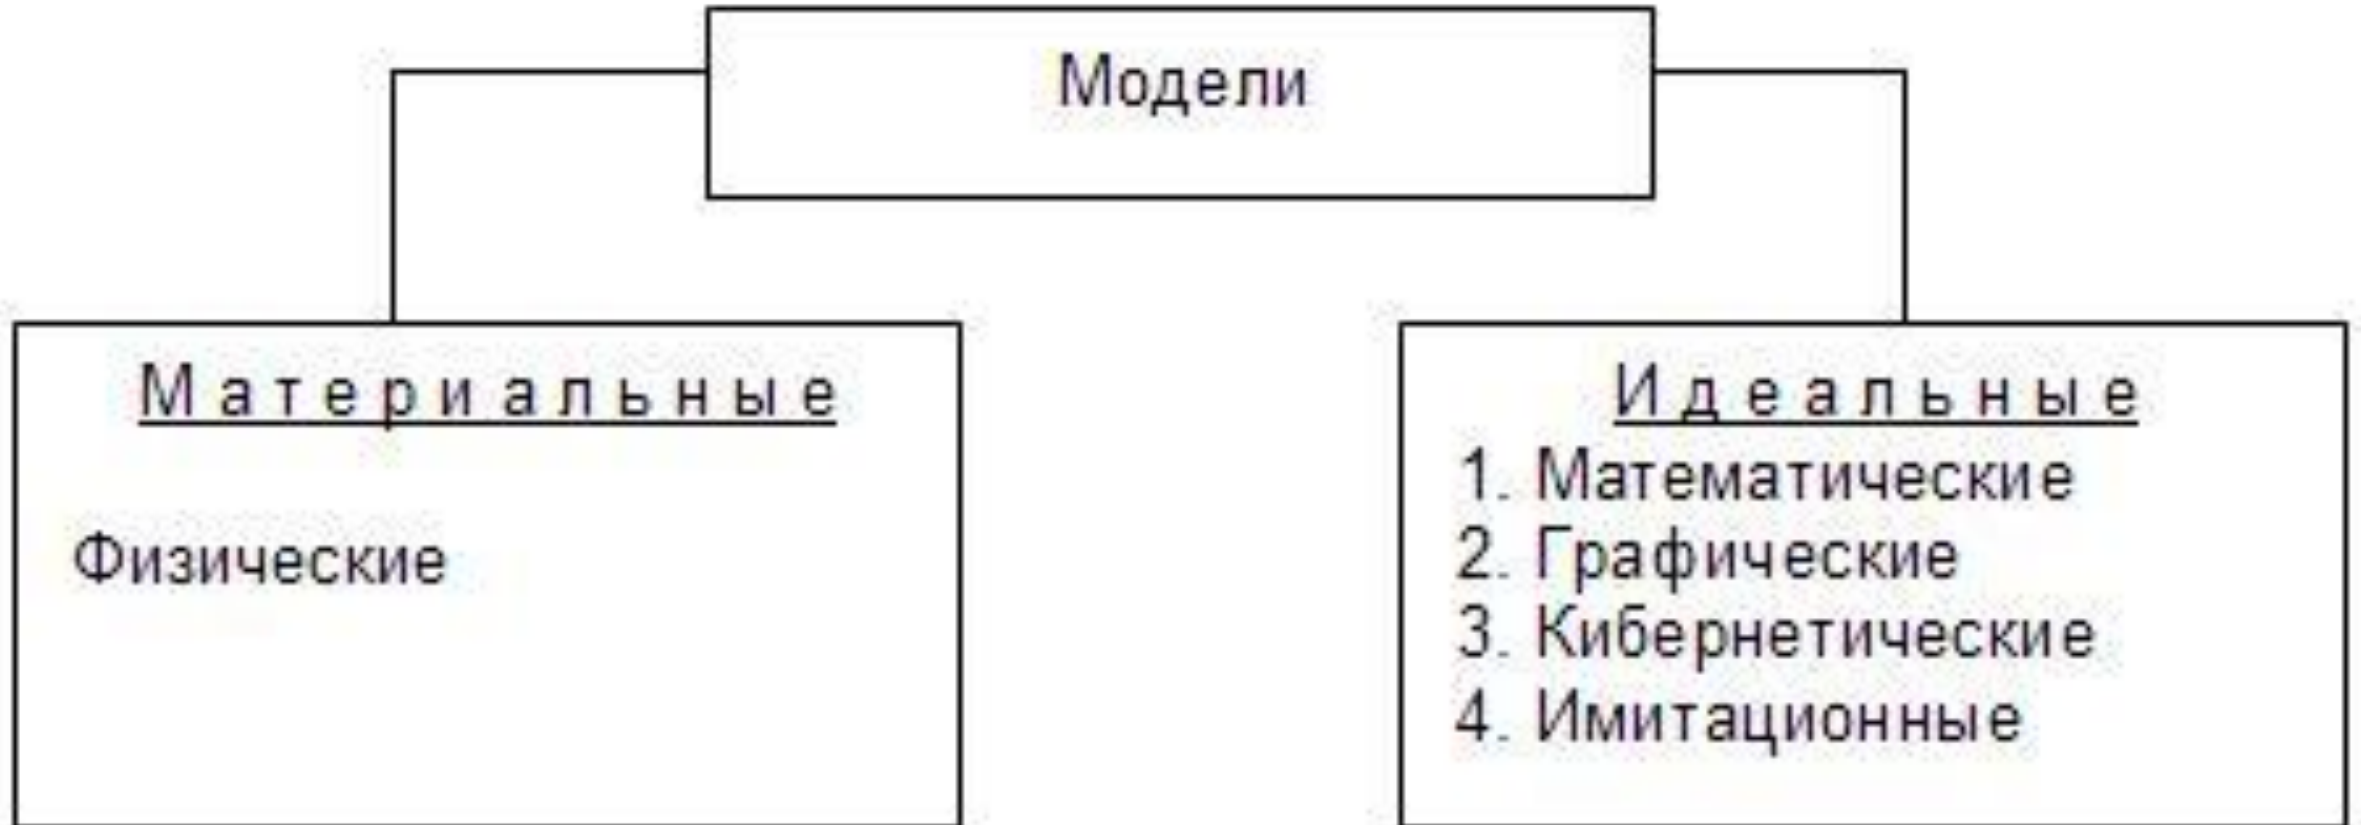 Модели
Материальные
Физические
Идеальные
1. Математические
2. Графические
3. Кибернетические
4. Имитационные